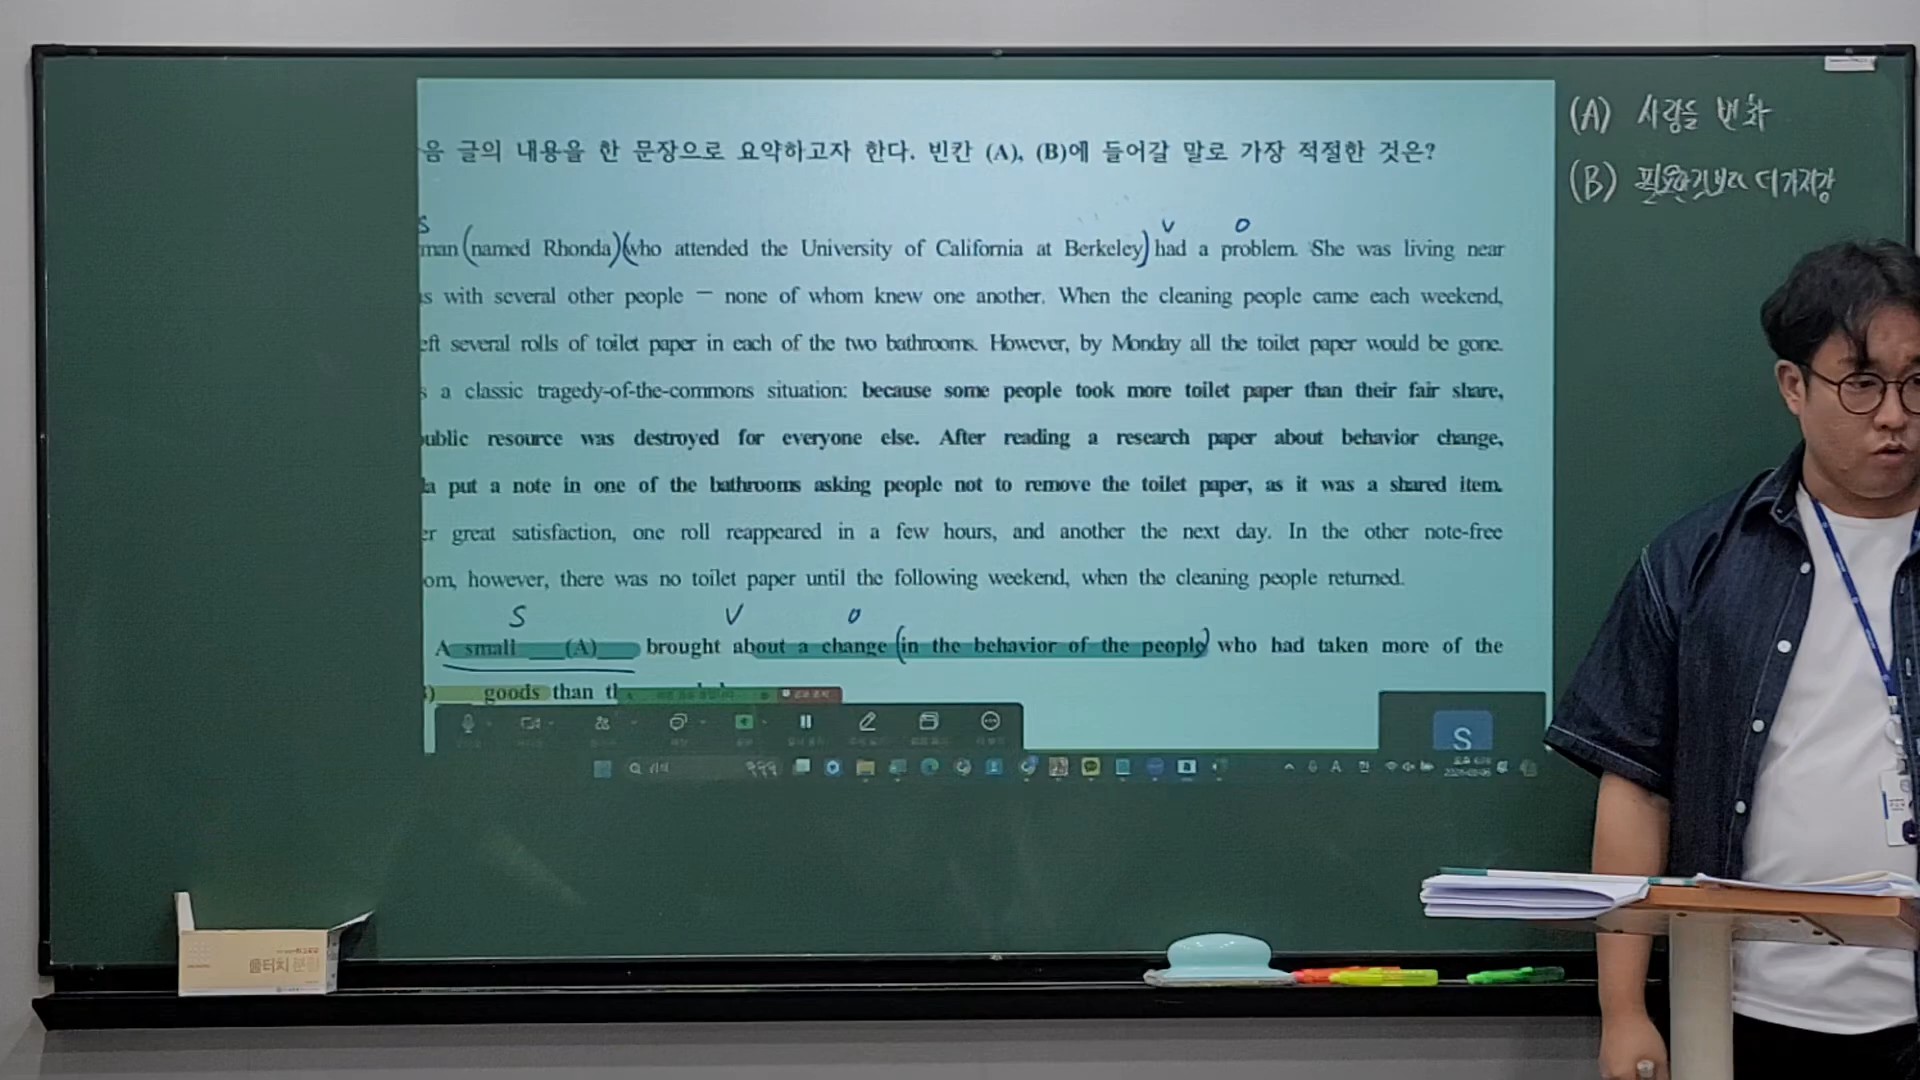 음 글의 내용을 한 문장으로 요약하고자 한다. 빈칸 (A), (B)에 들어갈 말로 가장 적절한 것은?
S V O
man (named Rhonda) (who attended the University of California at Berkeley) had a problem. She was living near
s with several other people — none of whom knew one another. When the cleaning people came each weekend,
eft several rolls of toilet paper in each of the two bathrooms. However, by Monday all the toilet paper would be gone.
s a classic tragedy-of-the-commons situation: because some people took more toilet paper than their fair share,
public resource was destroyed for everyone else. After reading a research paper about behavior change,
da put a note in one of the bathrooms asking people not to remove the toilet paper, as it was a shared item.
er great satisfaction, one roll reappeared in a few hours, and another the next day. In the other note-free
om, however, there was no toilet paper until the following weekend, when the cleaning people returned.
S V O
A small __(A)__ brought about a change (in the behavior of the people) who had taken more of the
) __ goods than
S
(A) 사람들 변화
(B) 필요한것보다 더 가져감
터치